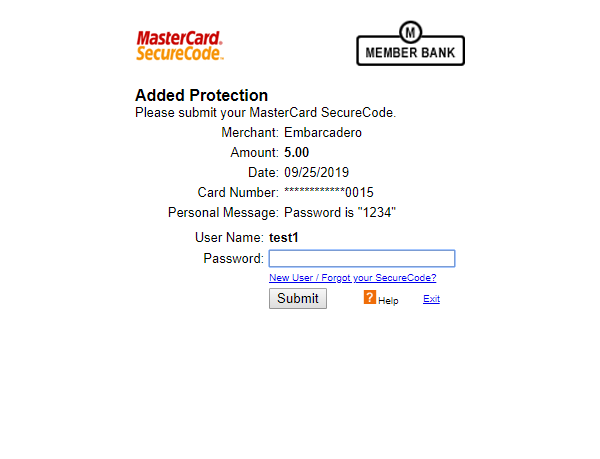 MasterCard.
SecureCode™
M
MEMBER BANK
Added Protection
Please submit your MasterCard SecureCode.
Merchant: Embarcadero
Amount: 5.00
Date: 09/25/2019
Card Number: ************0015
Personal Message: Password is "1234"
User Name: test1
Password:
New User / Forgot your SecureCode?
Submit ? Help Exit